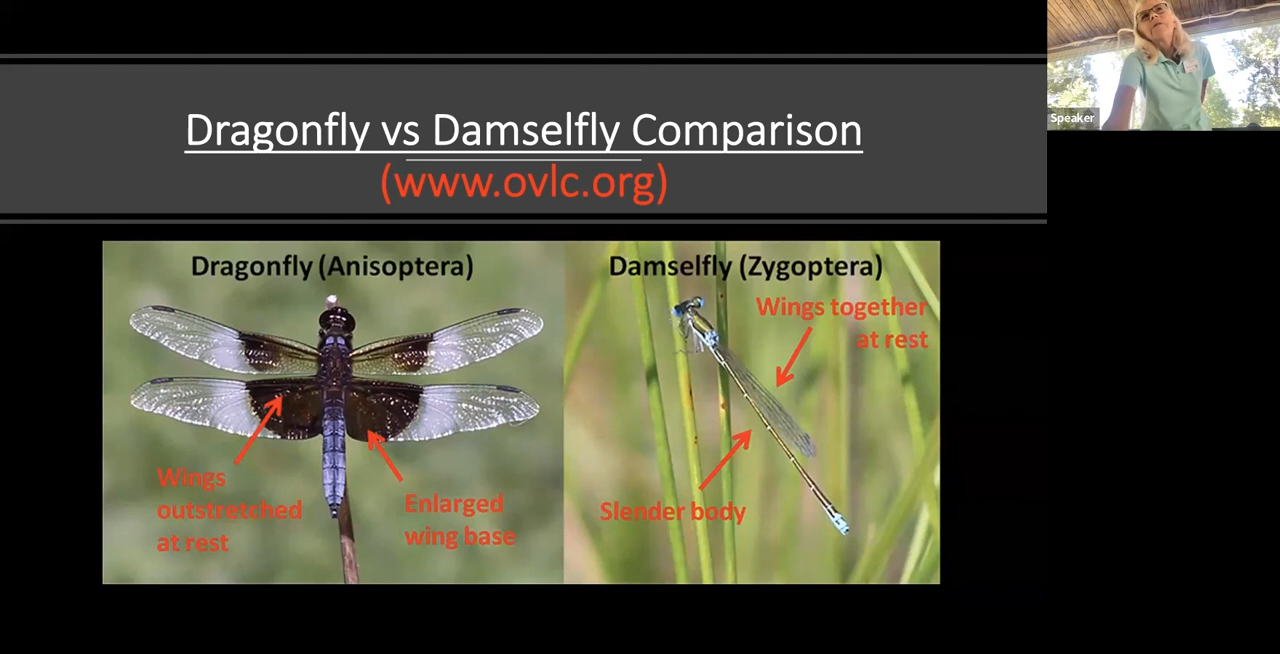 Speaker
Dragonfly vs Damselfly Comparison
(www.ovlc.org)
Dragonfly (Anisoptera)
Wings
outstretched
at rest
Enlarged
wing base
Damselfly (Zygoptera)
Wings together
at rest
Slender body